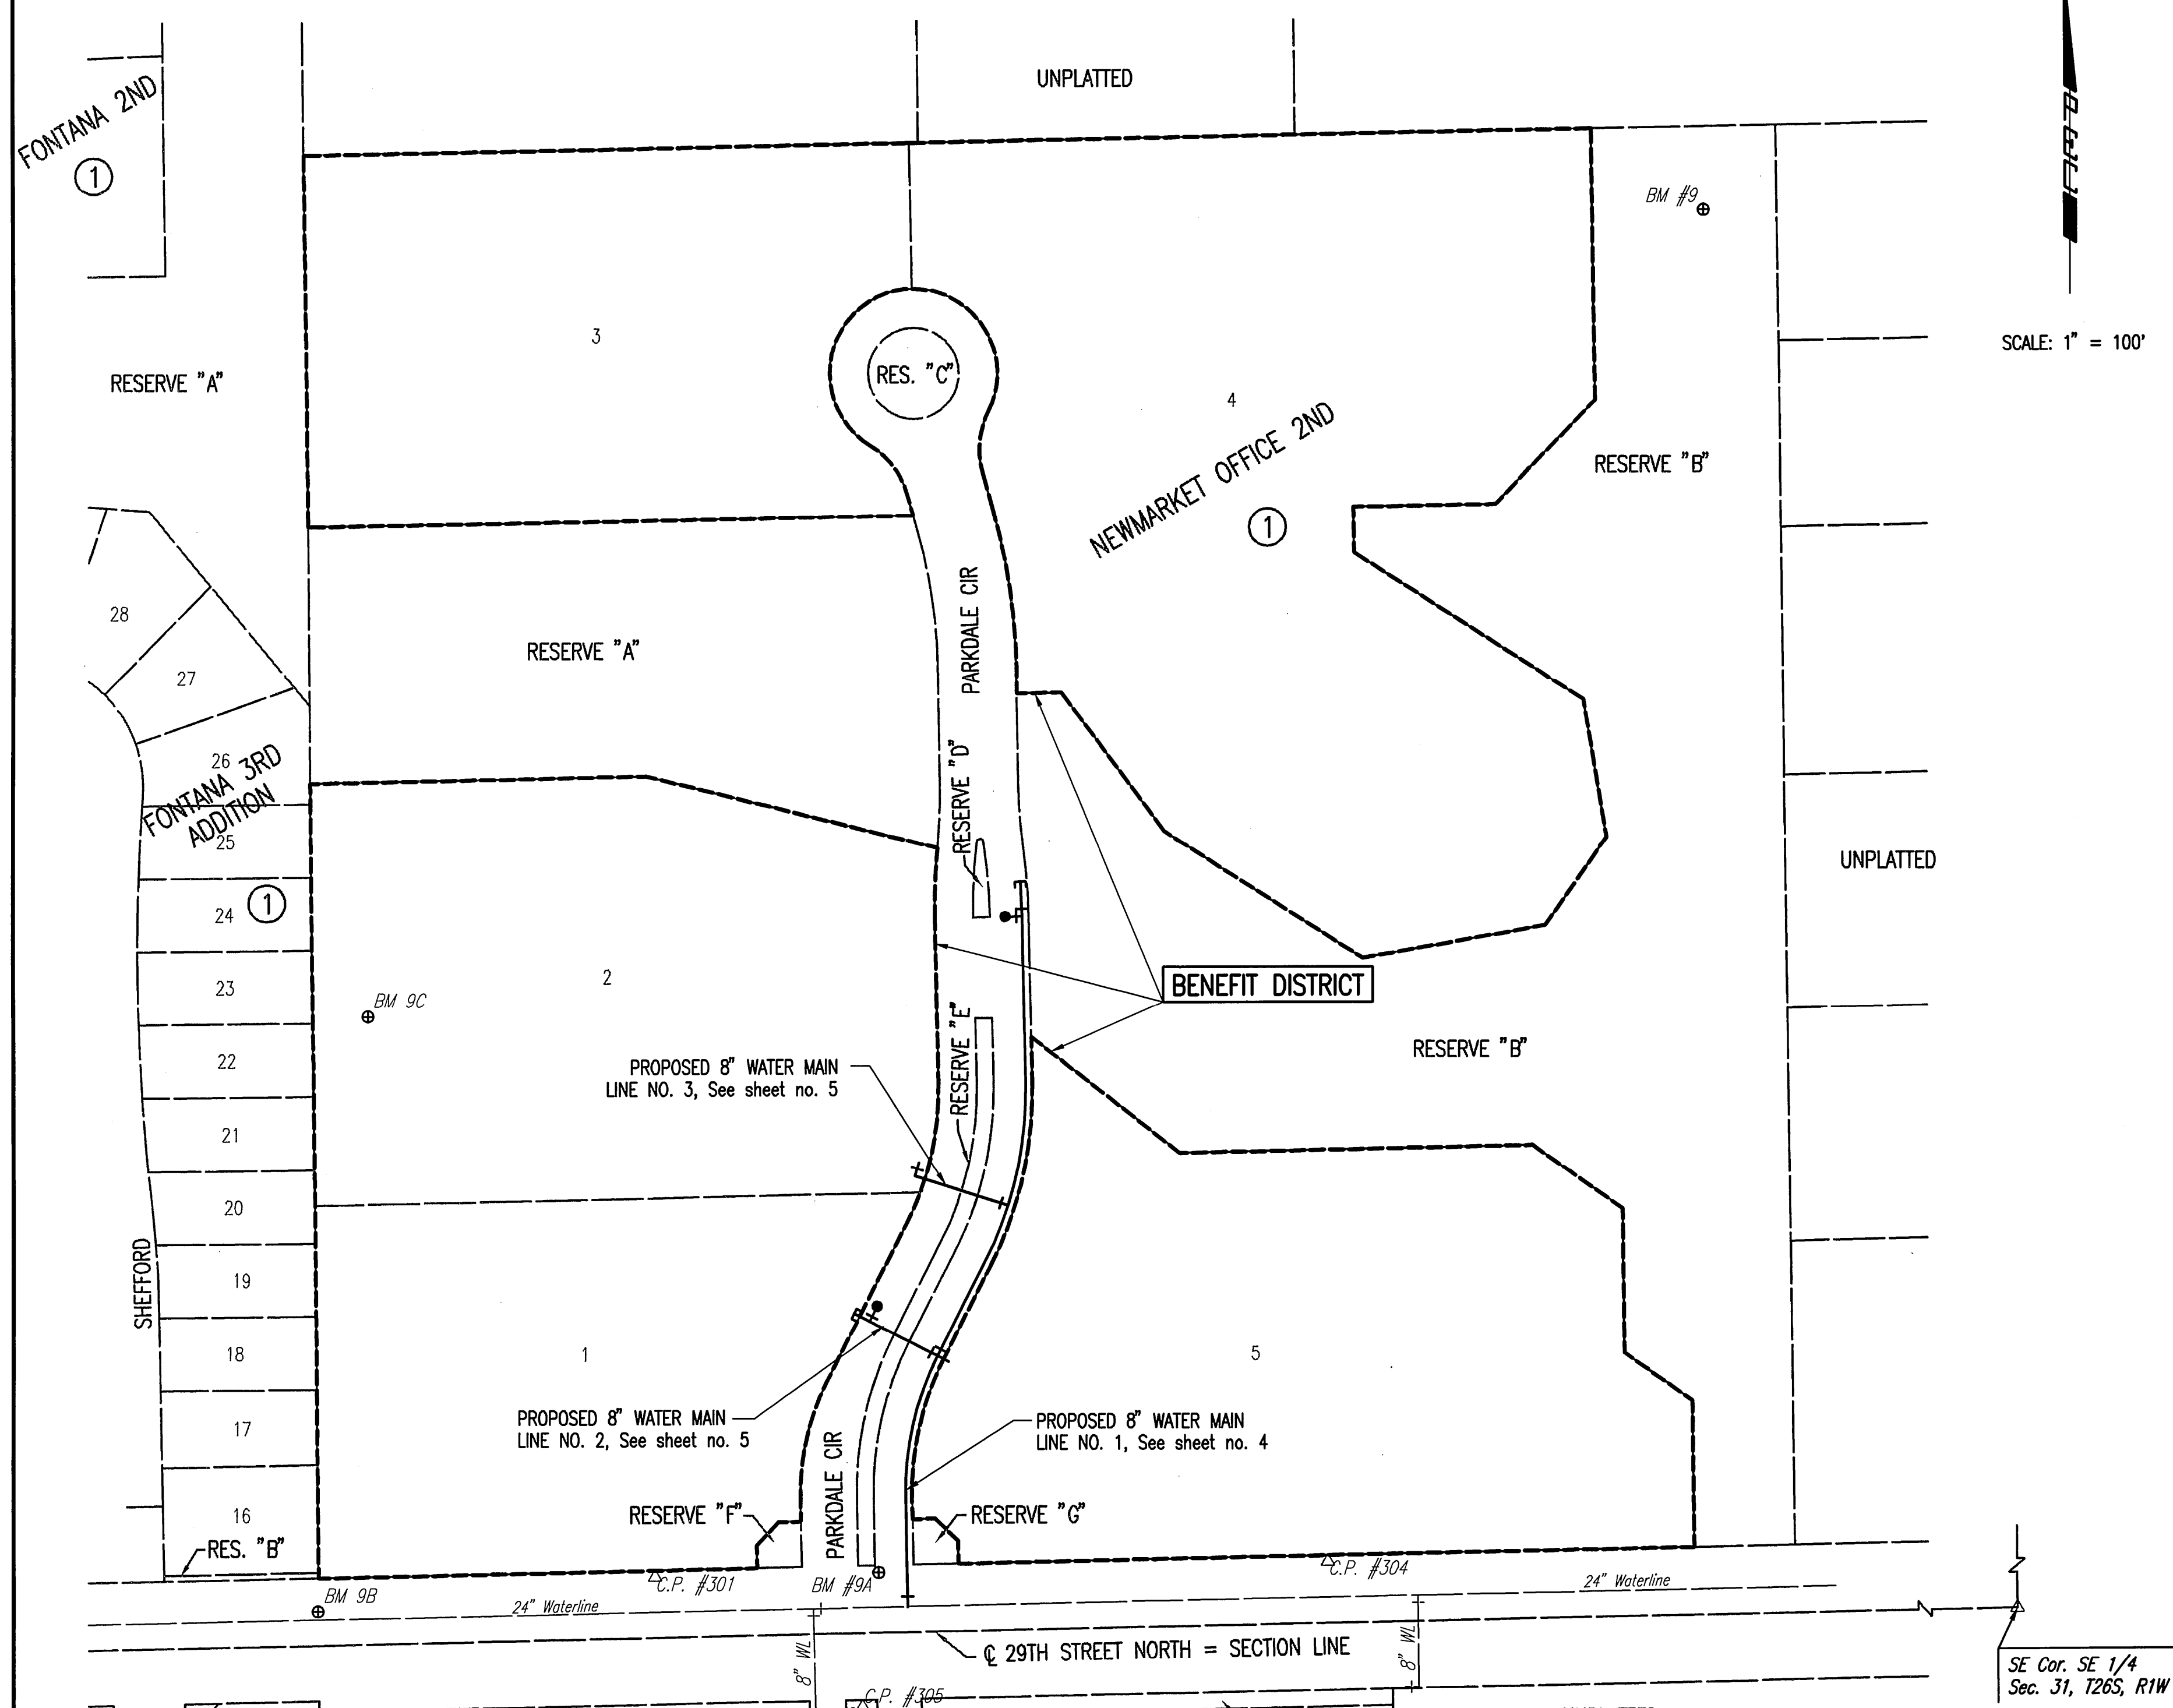 UNPLATTED
FONTANA 2ND
1
BM #9
SCALE: 1" = 100'
3
RESERVE "A"
RES. "C"
4
NEWMARKET OFFICE 2ND
1
RESERVE "B"
28
PARKDALE CIR
RESERVE "A"
27
26
FONTANA 3RD
ADDITION
RESERVE "D"
25
UNPLATTED
24
1
2
BENEFIT DISTRICT
23
BM 9C
RESERVE "E"
RESERVE "B"
22
PROPOSED 8" WATER MAIN
LINE NO. 3, See sheet no. 5
21
20
SHEFFORD
19
18
1
5
PROPOSED 8" WATER MAIN
LINE NO. 2, See sheet no. 5
PROPOSED 8" WATER MAIN
LINE NO. 1, See sheet no. 4
17
PARKDALE CIR
16
RESERVE "F"
RESERVE "G"
RES. "B"
C.P. #301
BM #9A
C.P. #304
BM 9B
24" Waterline
24" Waterline
8" WL
℄ 29TH STREET NORTH = SECTION LINE
8" WL
SE Cor. SE 1/4
Sec. 31, T26S, R1W
C.P. #305